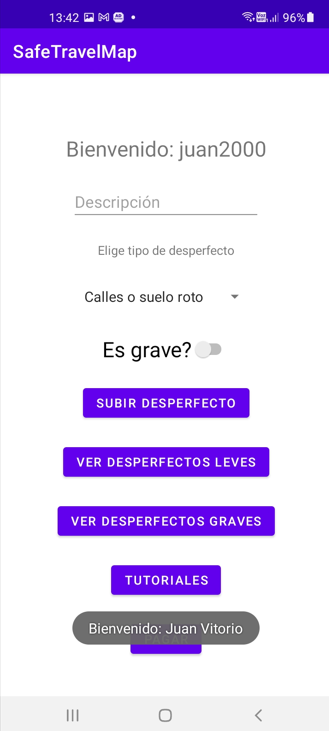 13:42
96%
SafeTravelMap
Bienvenido: juan2000
Descripción
Elige tipo de desperfecto
Calles o suelo roto
Es grave?
SUBIR DESPERFECTO
VER DESPERFECTOS LEVES
VER DESPERFECTOS GRAVES
TUTORIALES
Bienvenido: Juan Vitorio